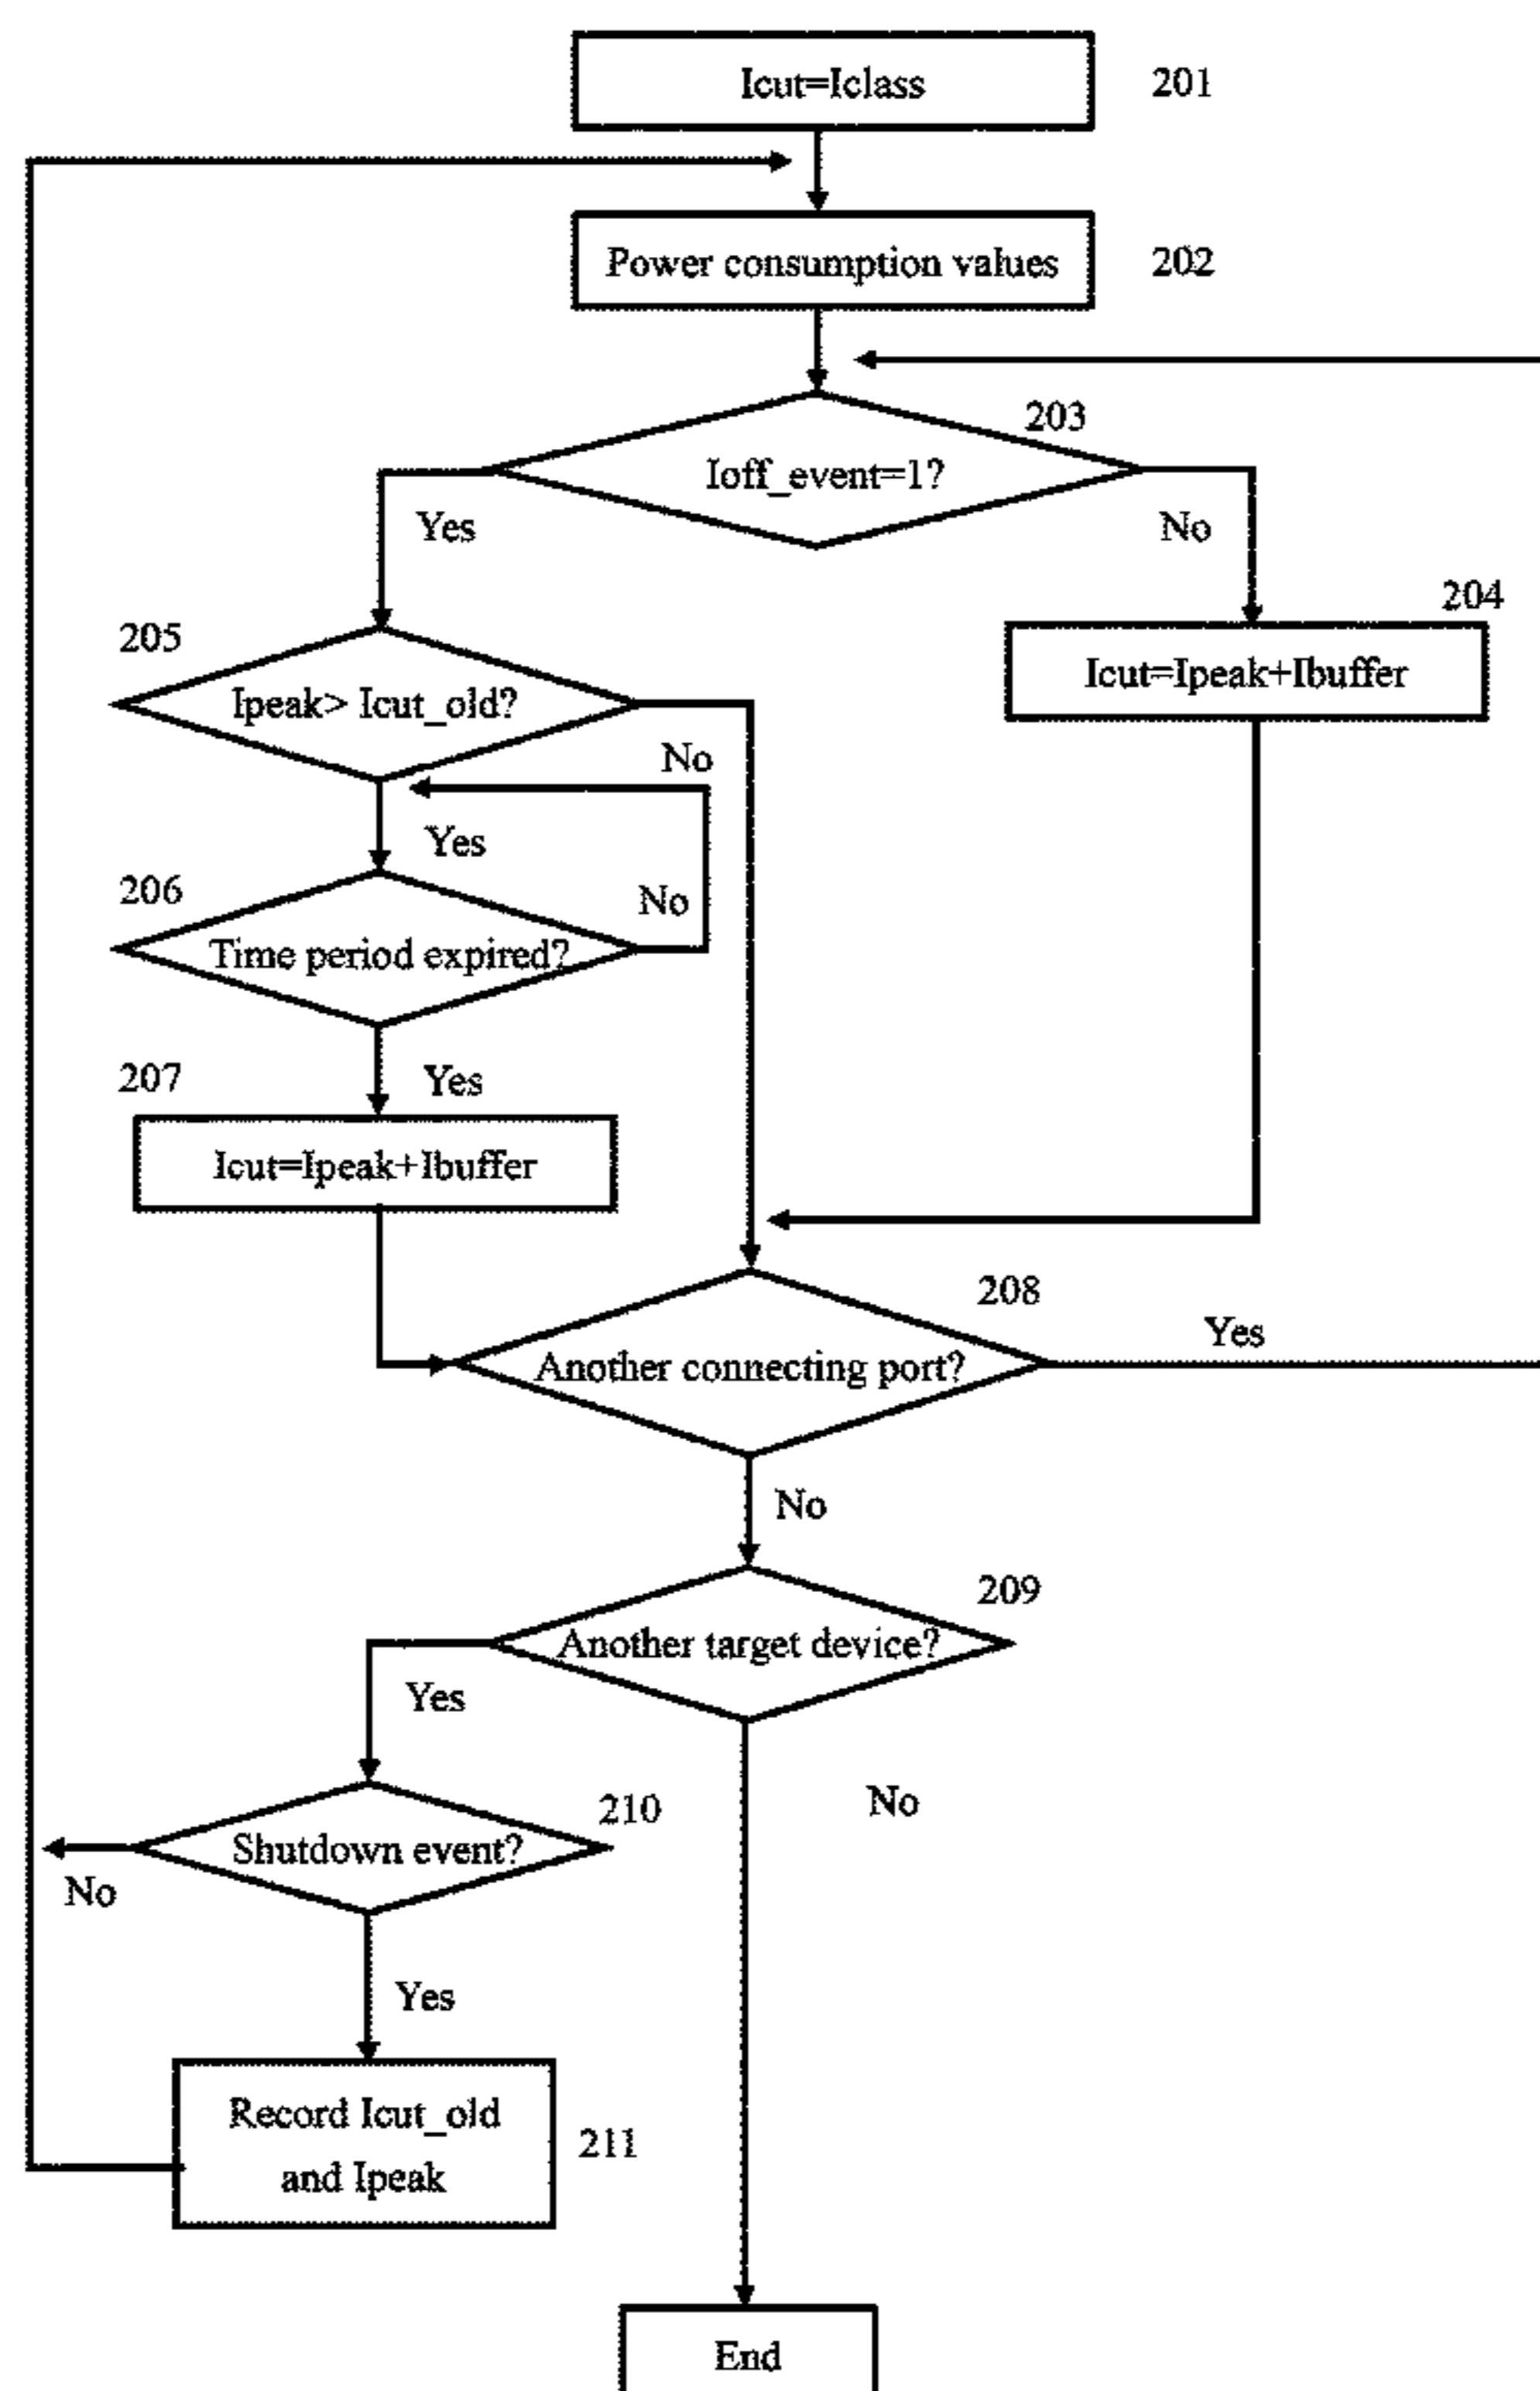 Icut=Iclass
201
Power consumption values
202
203
Ioff_event=1?
Yes
No
204
205
Icut=Ipeak+Ibuffer
Ipeak> Icut_old?
No
Yes
206
No
Time period expired?
207
Yes
Icut=Ipeak+Ibuffer
208
Yes
Another connecting port?
No
209
Another target device?
Yes
No
210
Shutdown event?
No
Yes
Record Icut_old
and Ipeak
211
End